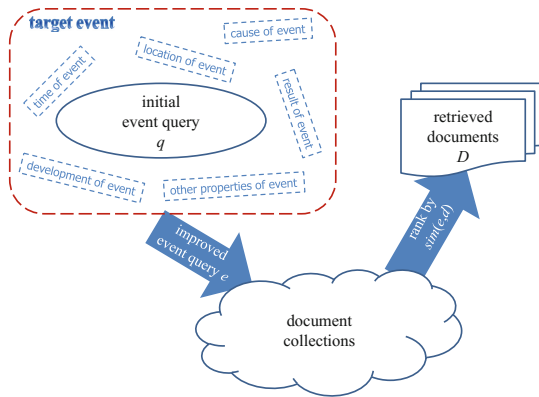 target event
cause of event
location of event
time of event
result of event
initial
event query
q
development of event
other properties of event
improved
event query e
retrieved
documents
D
rank by
sim(e,d)
document
collections